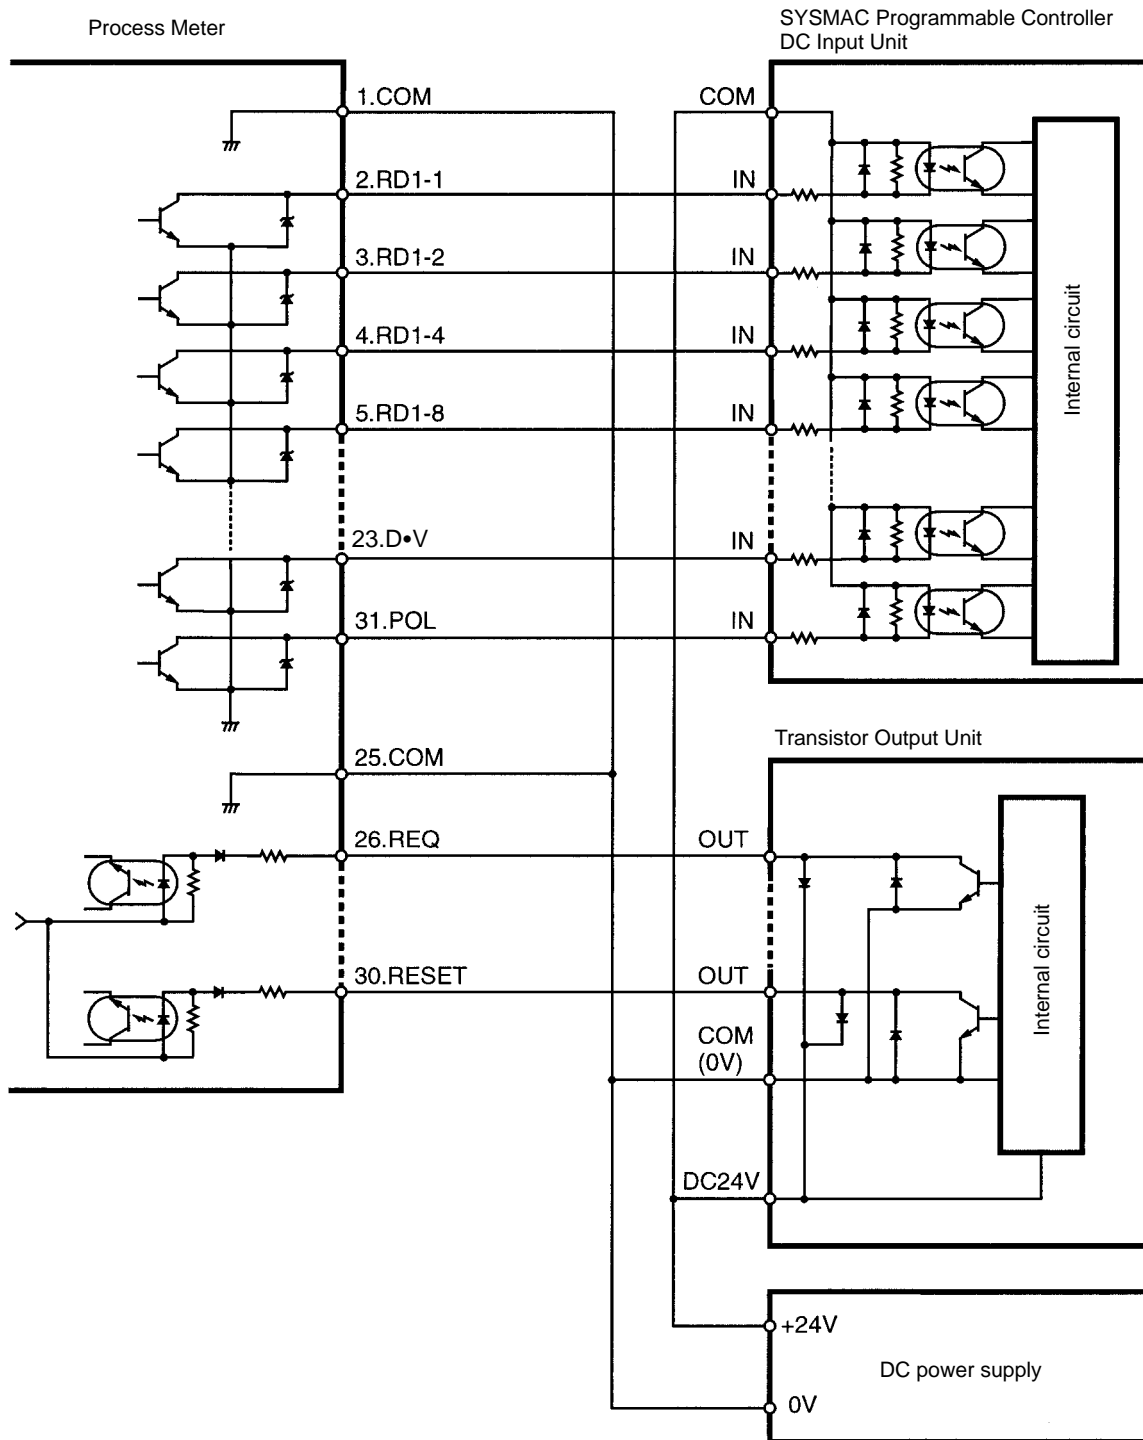 Process Meter
SYSMAC Programmable Controller
DC Input Unit
1.COM
COM
2.RD1-1
IN
3.RD1-2
IN
4.RD1-4
IN
5.RD1-8
IN
Internal circuit
23.D•V
IN
31.POL
IN
25.COM
Transistor Output Unit
26.REQ
OUT
30.RESET
OUT
COM
(0V)
Internal circuit
DC24V
+24V
DC power supply
0V